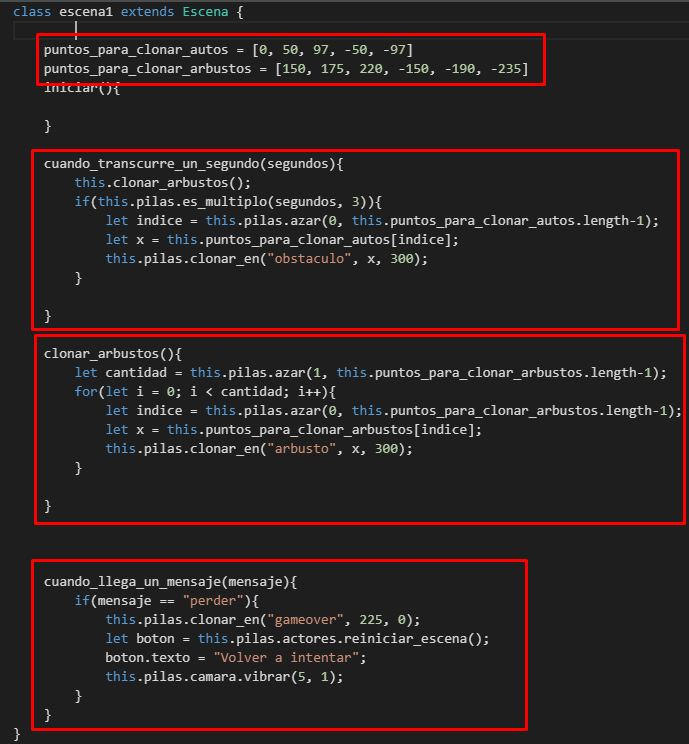 class escena1 extends Escena {
puntos_para_clonar_autos = [0, 50, 97, -50, -97]
puntos_para_clonar_arbustos = [150, 175, 220, -150, -190, -235]
iniciar(){
}
cuando_transcurre_un_segundo(segundos){
this.clonar_arbustos();
if(this.pilas.es_multiplo(segundos, 3)){
let indice = this.pilas.azar(0, this.puntos_para_clonar_autos.length-1);
let x = this.puntos_para_clonar_autos[indice];
this.pilas.clonar_en("obstaculo", x, 300);
}
}
clonar_arbustos(){
let cantidad = this.pilas.azar(1, this.puntos_para_clonar_arbustos.length-1);
for(let i = 0; i < cantidad; i++){
let indice = this.pilas.azar(0, this.puntos_para_clonar_arbustos.length-1);
let x = this.puntos_para_clonar_arbustos[indice];
this.pilas.clonar_en("arbusto", x, 300);
}
}
cuando_llega_un_mensaje(mensaje){
if(mensaje == "perder"){
this.pilas.clonar_en("gameover", 225, 0);
let boton = this.pilas.actores.reiniciar_escena();
boton.texto = "Volver a intentar";
this.pilas.camara.vibrar(5, 1);
}
}
}